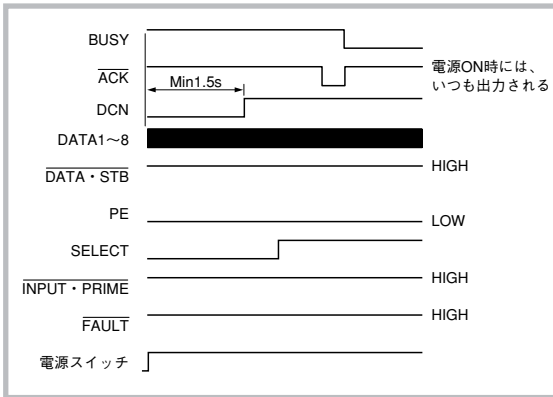 BUSY
ACK
電源ON時には、
いつも出力される
Min1.5s
DCN
DATA1〜8
DATA・STB
HIGH
PE
LOW
SELECT
INPUT・PRIME
HIGH
FAULT
HIGH
電源スイッチ